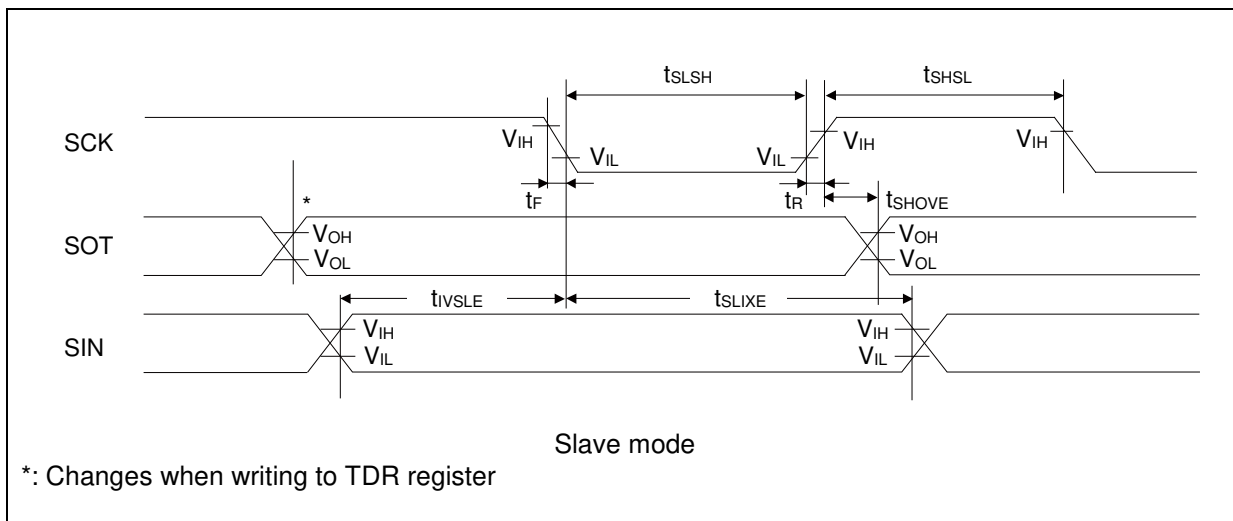 tSLSH tSHSL
SCK VIH VIL VIL VIH VIH
tF tR tSHOVE
*
SOT VOH VOH
VOL VOL
tIVSLE tSLIXE
SIN VIH VIH
VIL VIL
Slave mode
*: Changes when writing to TDR register